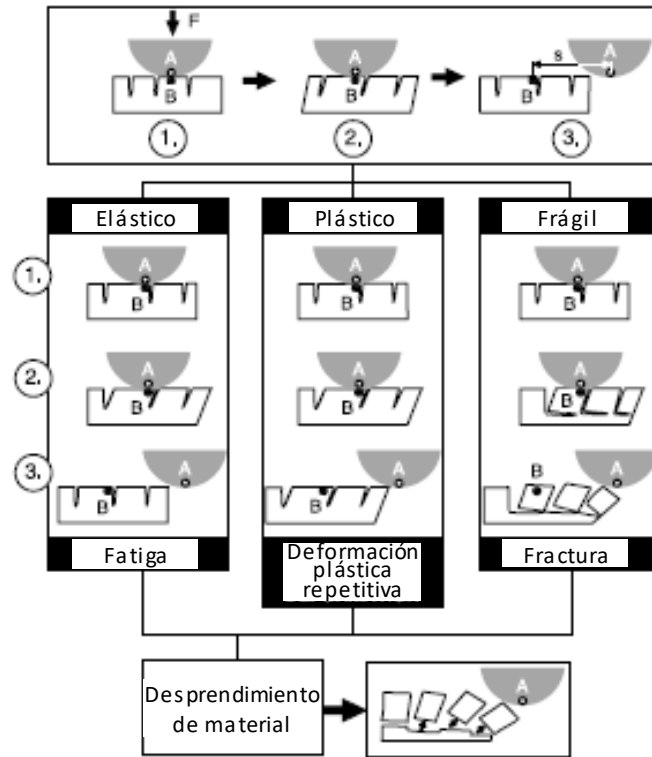 F
A
A
A
B
B
B
s
1.
2.
3.
Elástico
Plástico
Frágil
1.
A
A
A
B
B
B
2.
A
A
A
B
B
B
3.
A
A
A
B
B
B
Fatiga
Deformación
plástica
repetitiva
Fractura
Desprendimiento
de material
A